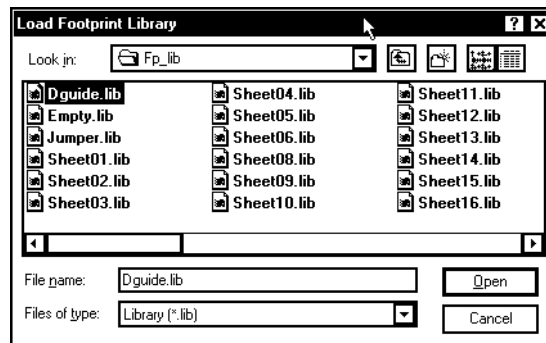 Load Footprint Library
Look in: Fp_lib
Dguide.lib Sheet04.lib Sheet11.lib
Empty.lib Sheet05.lib Sheet12.lib
Jumper.lib Sheet06.lib Sheet13.lib
Sheet01.lib Sheet08.lib Sheet14.lib
Sheet02.lib Sheet09.lib Sheet15.lib
Sheet03.lib Sheet10.lib Sheet16.lib
File name: Dguide.lib Open
Files of type: Library (*.lib) Cancel